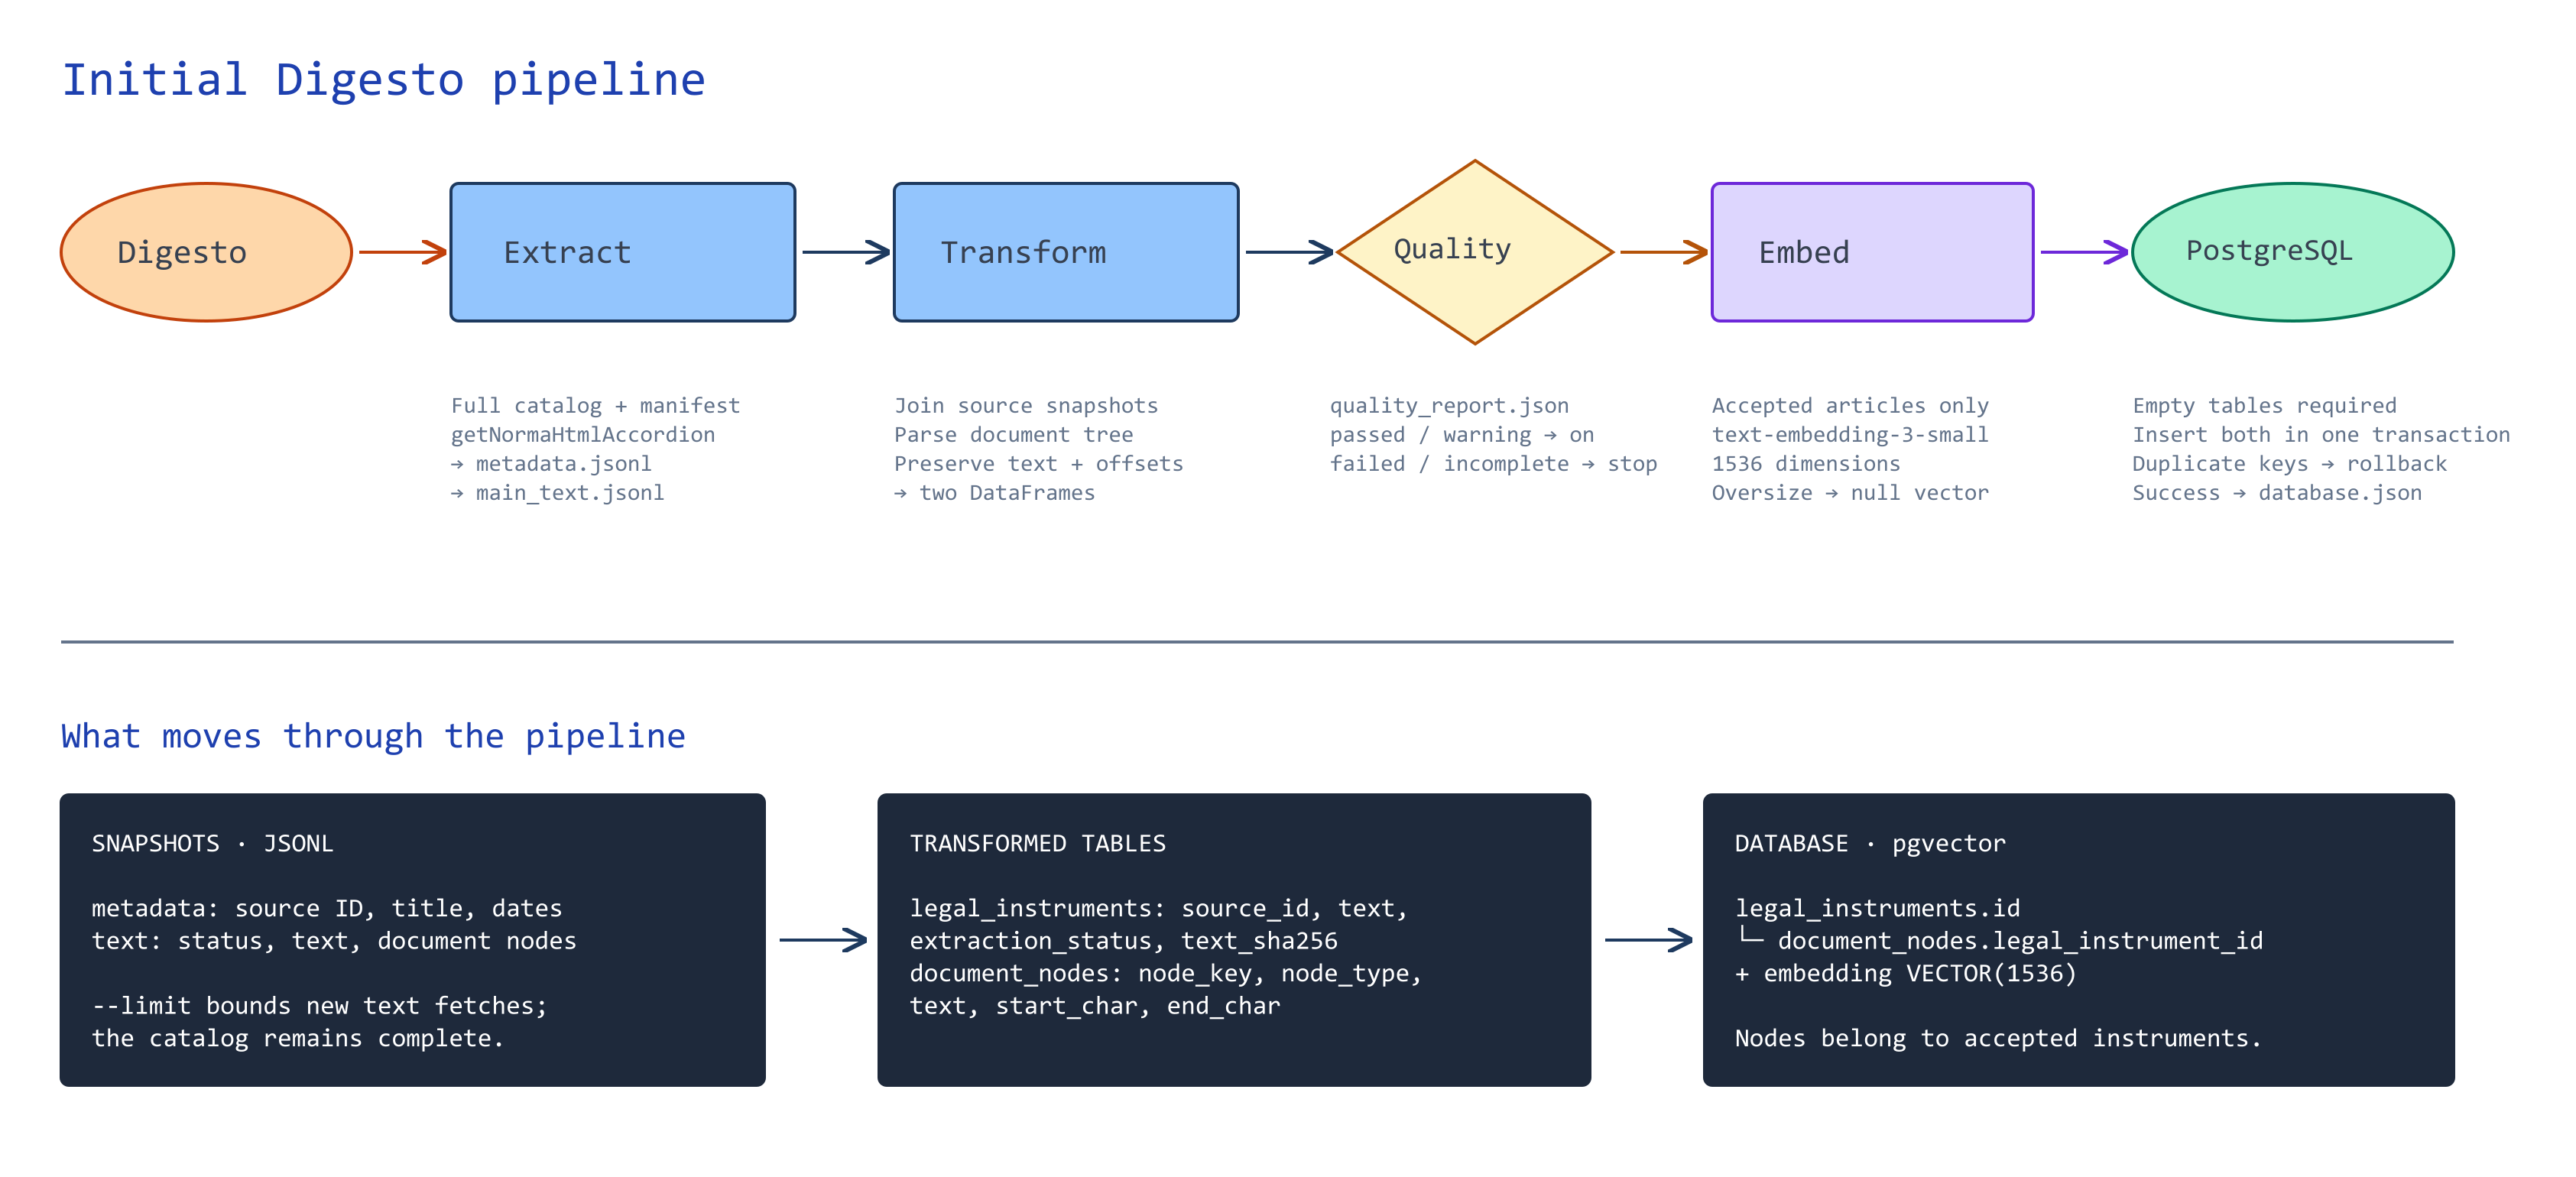 Initial Digesto pipeline
Digesto
Extract
Transform
Quality
Embed
PostgreSQL
Full catalog + manifest
getNormaHtmlAccordion
→ metadata.jsonl
→ main_text.jsonl
Join source snapshots
Parse document tree
Preserve text + offsets
→ two DataFrames
quality_report.json
passed / warning → on
failed / incomplete → stop
Accepted articles only
text-embedding-3-small
1536 dimensions
Oversize → null vector
Empty tables required
Insert both in one transaction
Duplicate keys → rollback
Success → database.json
What moves through the pipeline
SNAPSHOTS · JSONL
metadata: source ID, title, dates
text: status, text, document nodes
--limit bounds new text fetches;
the catalog remains complete.
TRANSFORMED TABLES
legal_instruments: source_id, text,
extraction_status, text_sha256
document_nodes: node_key, node_type,
text, start_char, end_char
DATABASE · pgvector
legal_instruments.id
└─ document_nodes.legal_instrument_id
+ embedding VECTOR(1536)
Nodes belong to accepted instruments.